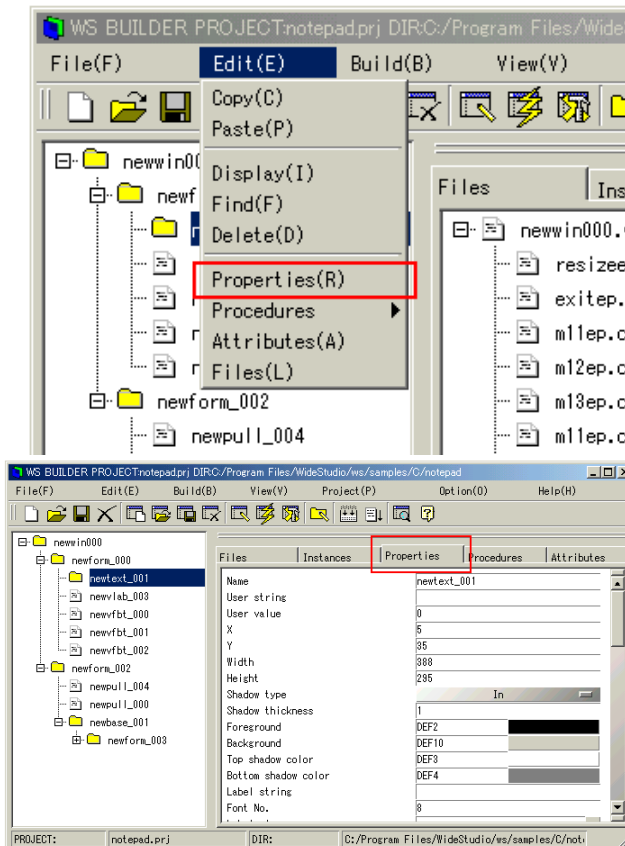 WS BUILDER PROJECT:notepad.prj DIR:C:/Program Files/Wide
File(F) Edit(E) Build(B) View(V)
Copy(C)
Paste(P)
Display(I)
Find(F)
Delete(D)
Properties(R)
Procedures
Attributes(A)
Files(L)
newwin00
newf
newform_002
newpull_004
Files Ins
newwin000.
resizee
exitep.
m11ep.c
m12ep.c
m13ep.c
m11ep.c
WS BUILDER PROJECT:notepad.prj DIR:C:/Program Files/WideStudio/ws/samples/C/notepad
File(F) Edit(E) Build(B) View(V) Project(P) Option(O) Help(H)
newwin000
newform_000
newtext_001
newvlab_003
newvfbt_000
newvfbt_001
newvfbt_002
newform_002
newpull_004
newpull_000
newbase_001
newform_003
Files Instances Properties Procedures Attributes
Name newtext_001
User string
User value 0
X 5
Y 35
Width 388
Height 295
Shadow type In
Shadow thickness 1
Foreground DEF2
Background DEF10
Top shadow color DEF3
Bottom shadow color DEF4
Label string
Font No. 8
PROJECT: notepad.prj DIR: C:/Program Files/WideStudio/ws/samples/C/note